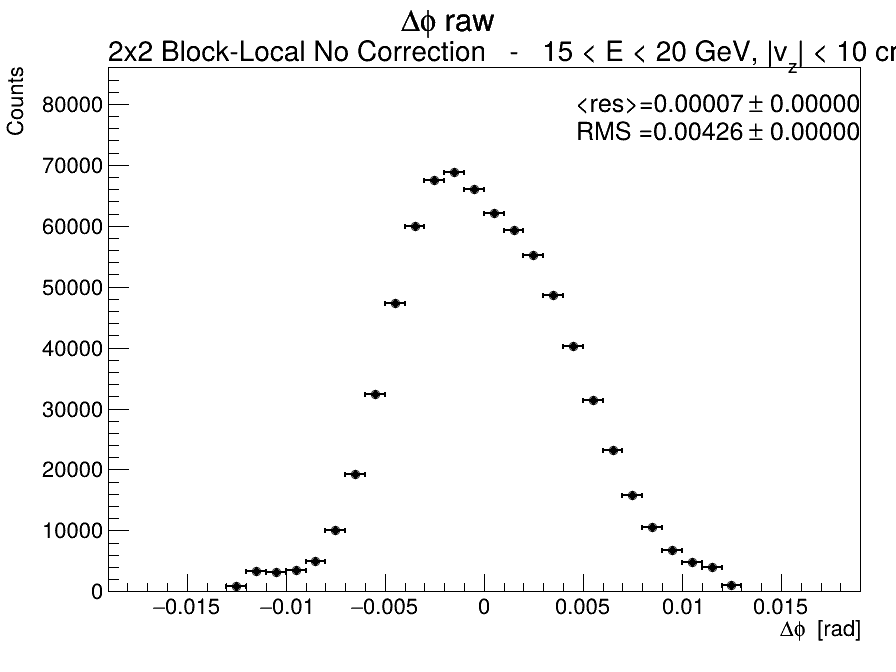 Δϕ raw
2x2 Block-Local No Correction - 15 < E < 20 GeV, |v_z| < 10 cm
<res>=0.00007 ± 0.00000
RMS =0.00426 ± 0.00000
Counts
80000
70000
60000
50000
40000
30000
20000
10000
0
−0.015 −0.01 −0.005 0 0.005 0.01 0.015
Δϕ [rad]